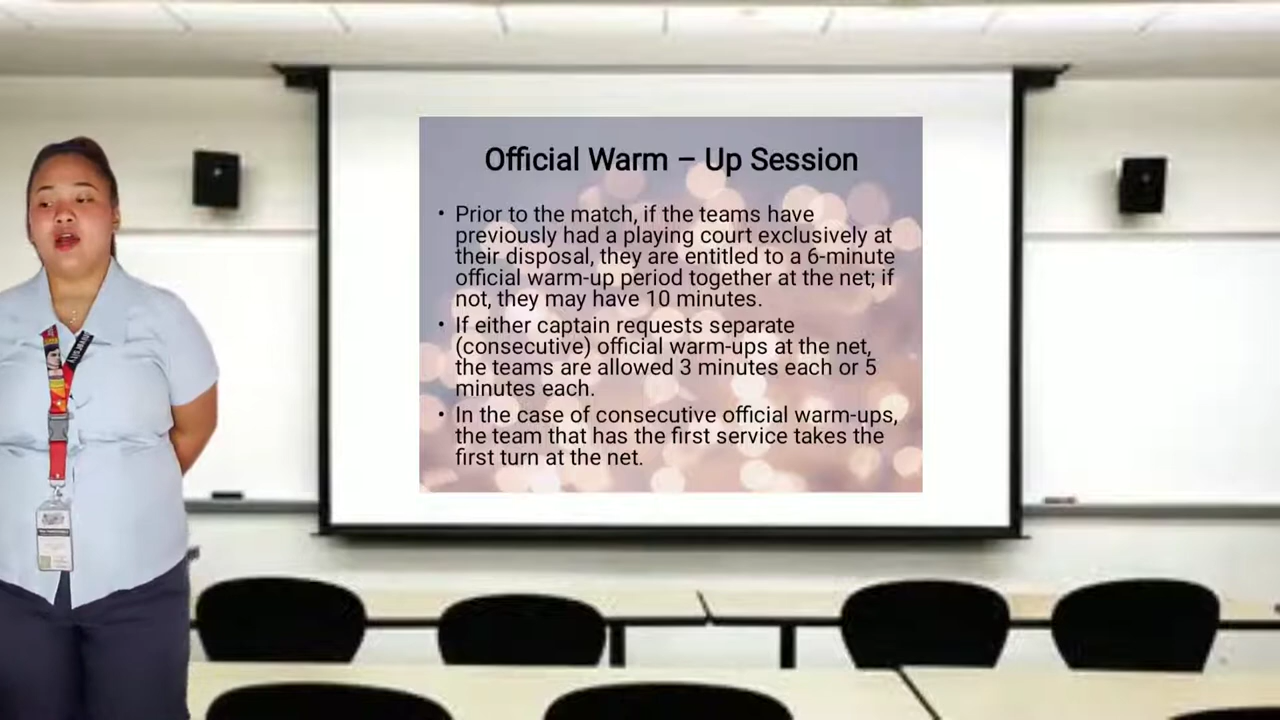 Official Warm – Up Session
• Prior to the match, if the teams have
previously had a playing court exclusively at
their disposal, they are entitled to a 6-minute
official warm-up period together at the net; if
not, they may have 10 minutes.
• If either captain requests separate
(consecutive) official warm-ups at the net,
the teams are allowed 3 minutes each or 5
minutes each.
• In the case of consecutive official warm-ups,
the team that has the first service takes the
first turn at the net.